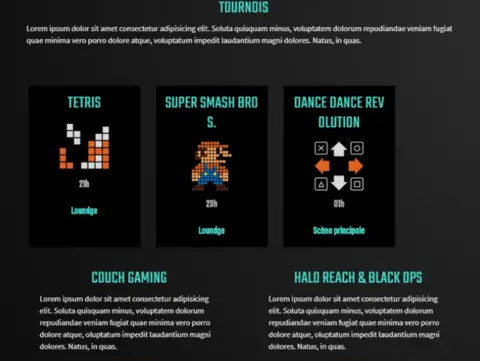 TOURNOIS
Lorem ipsum dolor sit amet consectetur adipisicing elit. Soluta quisquam minus, voluptatem dolorum repudiandae veniam fugiat
quae minima vero porro dolore atque, voluptatum impedit laudantium magni dolores. Natus, in quas.
TETRIS
21h
Loundge
SUPER SMASH BRO
S.
23h
Loundge
DANCE DANCE REV
OLUTION
01h
Scène principale
COUCH GAMING
Lorem ipsum dolor sit amet consectetur adipisicing
elit. Soluta quisquam minus, voluptatem dolorum
repudiandae veniam fugiat quae minima vero porro
dolore atque, voluptatum impedit laudantium magni
dolores. Natus, in quas.
HALO REACH & BLACK OPS
Lorem ipsum dolor sit amet consectetur adipisicing
elit. Soluta quisquam minus, voluptatem dolorum
repudiandae veniam fugiat quae minima vero porro
dolore atque, voluptatum impedit laudantium magni
dolores. Natus, in quas.